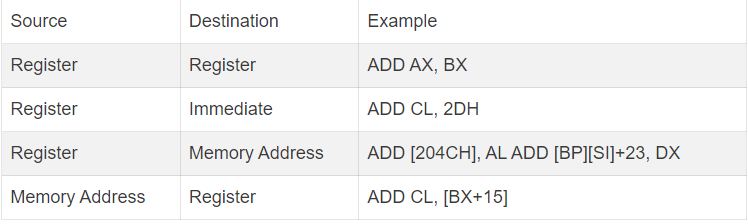 Source Destination Example
Register Register ADD AX, BX
Register Immediate ADD CL, 2DH
Register Memory Address ADD [204CH], AL ADD [BP][SI]+23, DX
Memory Address Register ADD CL, [BX+15]